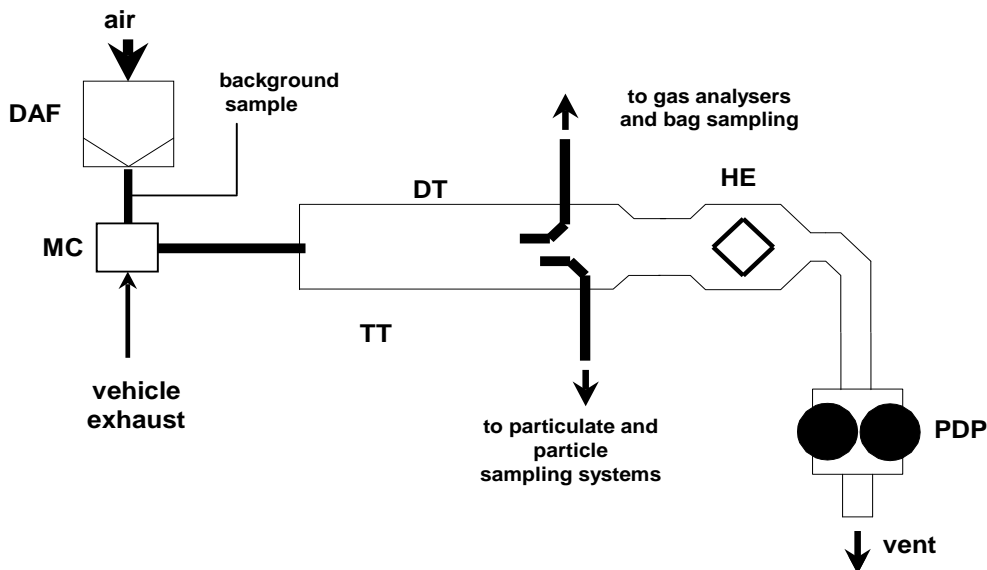 air
background
sample
DAF
to gas analysers
and bag sampling
DT
HE
MC
TT
vehicle
exhaust
to particulate and
particle
sampling systems
PDP
vent